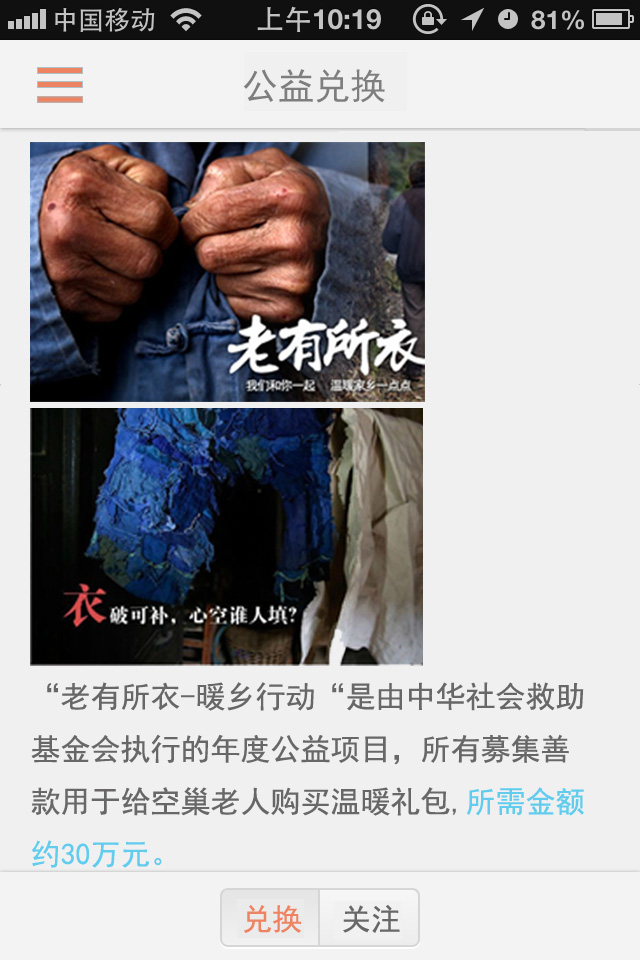 中国移动 上午10:19 81%
公益兑换
老有所衣
我们和你一起 温暖家乡一点点
衣破可补，心空谁人填？
“老有所衣-暖乡行动“是由中华社会救助
基金会执行的年度公益项目，所有募集善
款用于给空巢老人购买温暖礼包,所需金额
约30万元。
兑换 关注